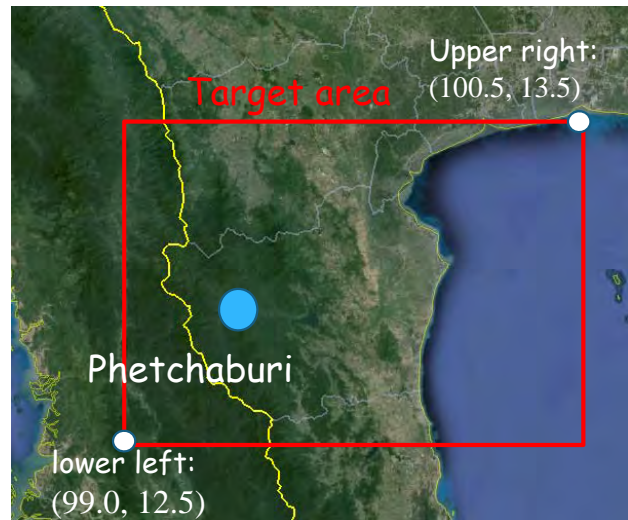 Upper right:
(100.5, 13.5)
Target area
Phetchaburi
lower left:
(99.0, 12.5)